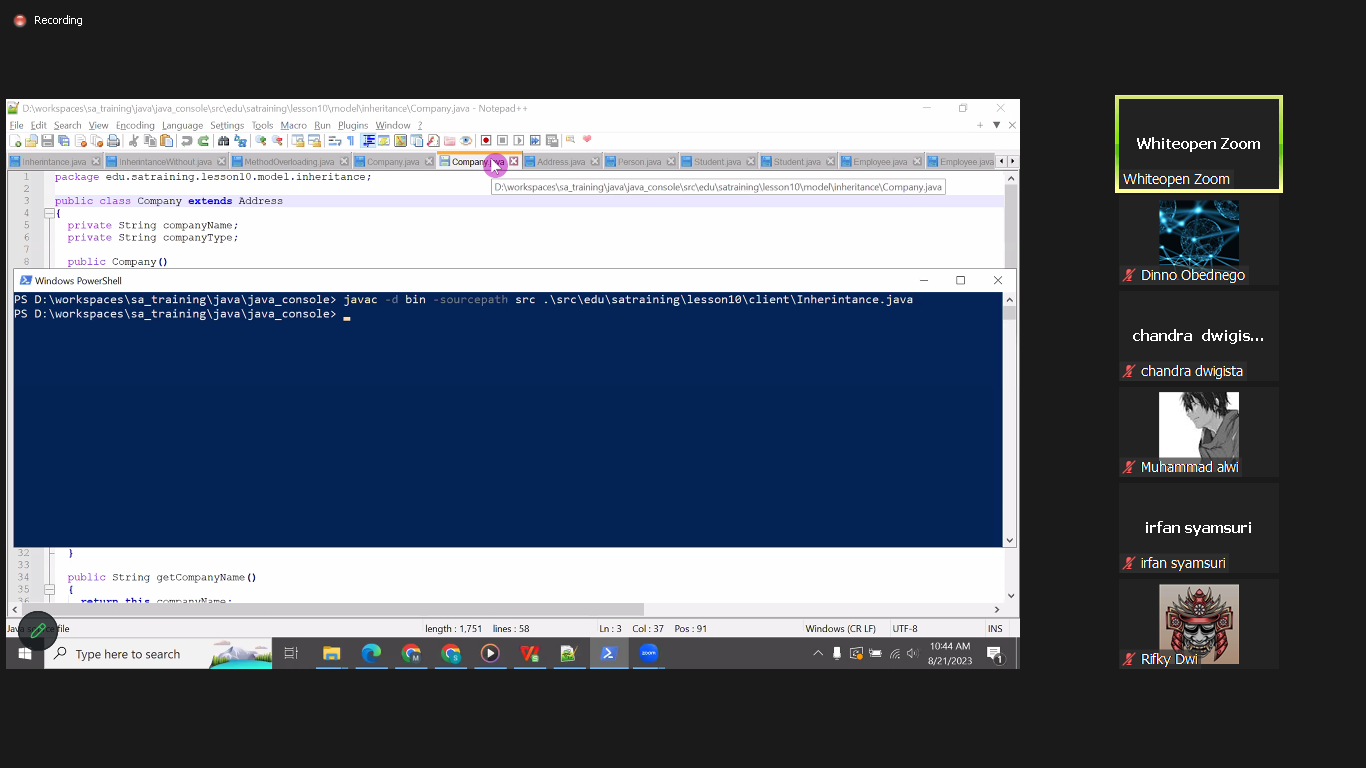 Recording
D:\workspaces\sa_training\java\java_console\src\edu\satraining\lesson10\model\inheritance\Company.java - Notepad++
File Edit Search View Encoding Language Settings Tools Macro Run Plugins Window ?
Inherintance.java InherintanceWithout.java MethodOverloading.java Company.java Company.java Address.java Person.java Student.java Student.java Employee.java Employee.java
1 package edu.satraining.lesson10.model.inheritance;
D:\workspaces\sa_training\java\java_console\src\edu\satraining\lesson10\model\inheritance\Company.java
2
3 public class Company extends Address
4 {
5 private String companyName;
6 private String companyType;
7
8 public Company()
Windows PowerShell
PS D:\workspaces\sa_training\java\java_console> javac -d bin -sourcepath src .\src\edu\satraining\lesson10\client\Inherintance.java
PS D:\workspaces\sa_training\java\java_console>
32 }
33
34 public String getCompanyName()
35 {
36 return this companyName;
file length : 1,751 lines : 58 Ln : 3 Col : 37 Pos : 91 Windows (CR LF) UTF-8 INS
Type here to search
zoom
10:44 AM
8/21/2023
1
Whiteopen Zoom
Whiteopen Zoom
Dinno Obednego
chandra dwigis...
chandra dwigista
Muhammad alwi
irfan syamsuri
irfan syamsuri
Rifky Dwi